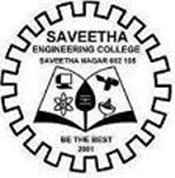 SAVEETHA
ENGINEERING COLLEGE
SAVEETHA NAGAR 602 105
BE THE BEST
2001